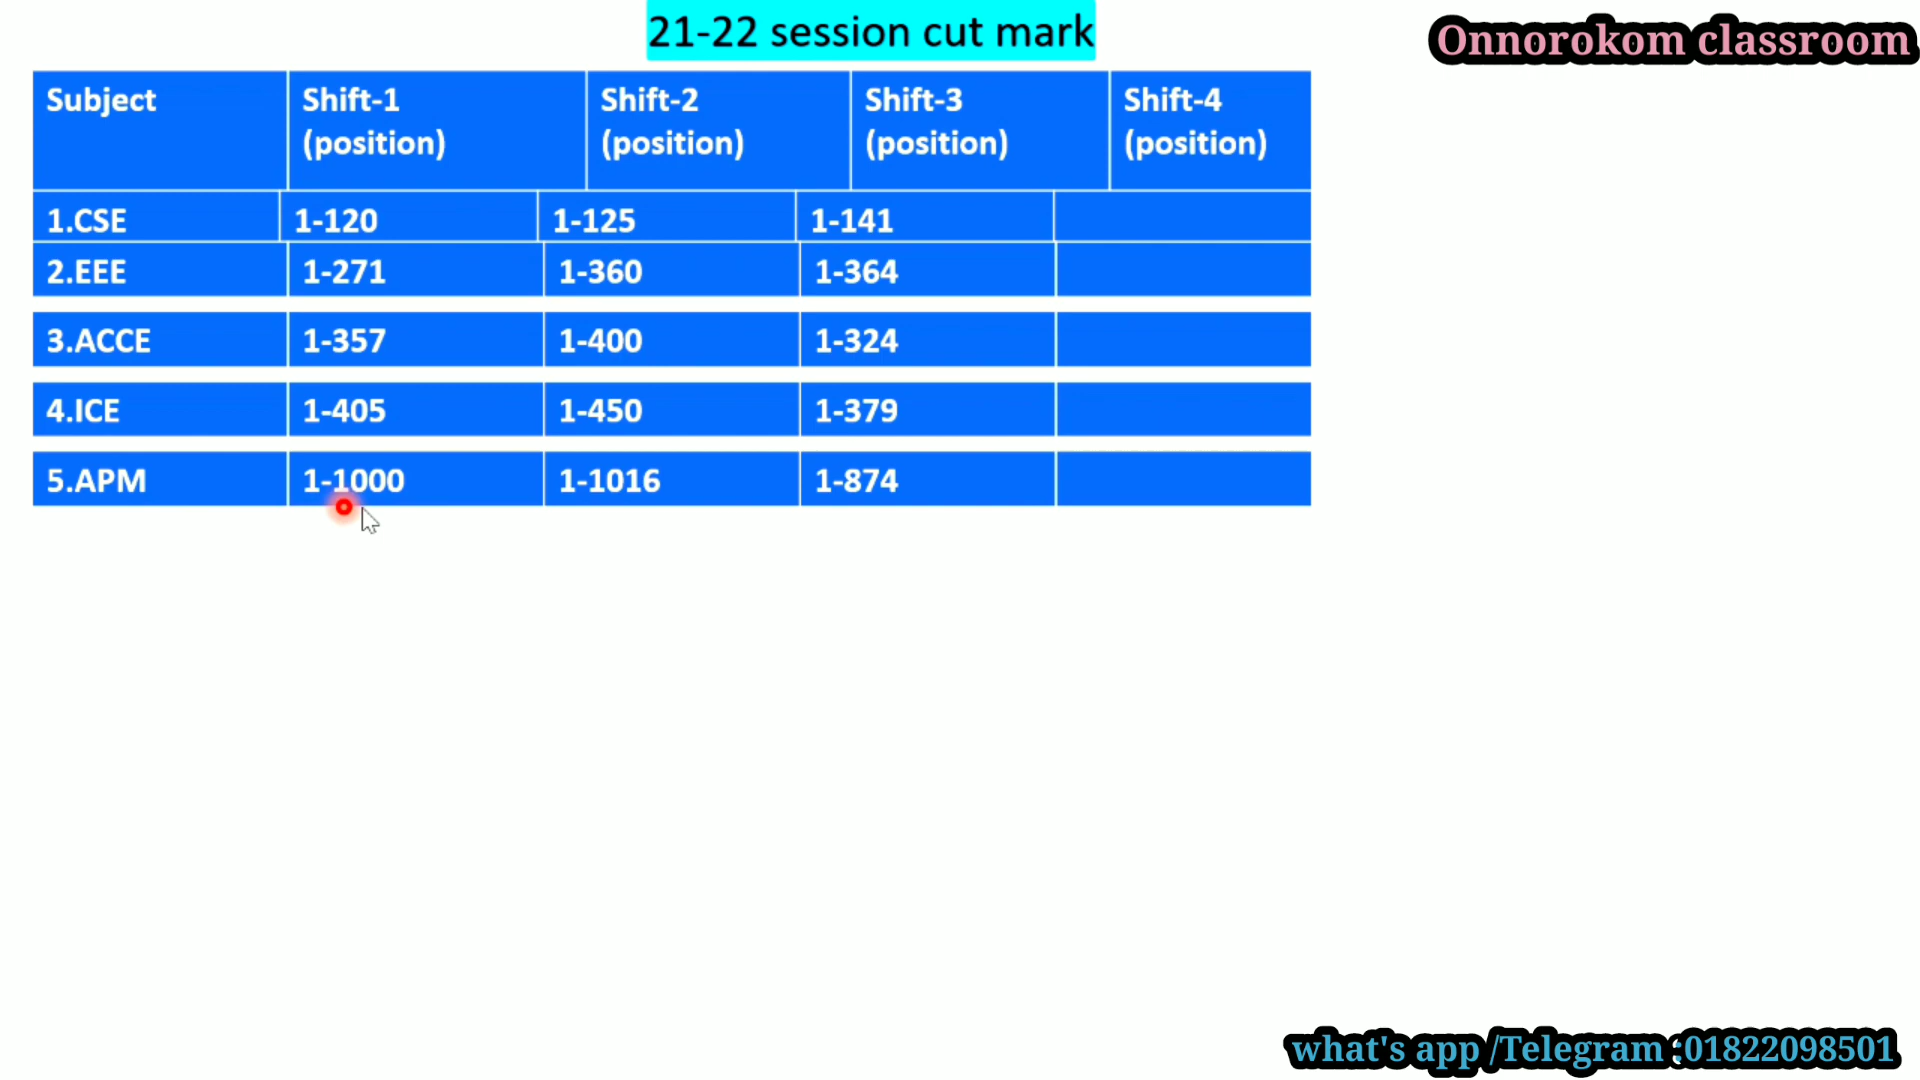 21-22 session cut mark
Onnorokom classroom
Subject Shift-1 (position) Shift-2 (position) Shift-3 (position) Shift-4 (position)
1.CSE 1-120 1-125 1-141
2.EEE 1-271 1-360 1-364
3.ACCE 1-357 1-400 1-324
4.ICE 1-405 1-450 1-379
5.APM 1-1000 1-1016 1-874
what's app /Telegram :01822098501